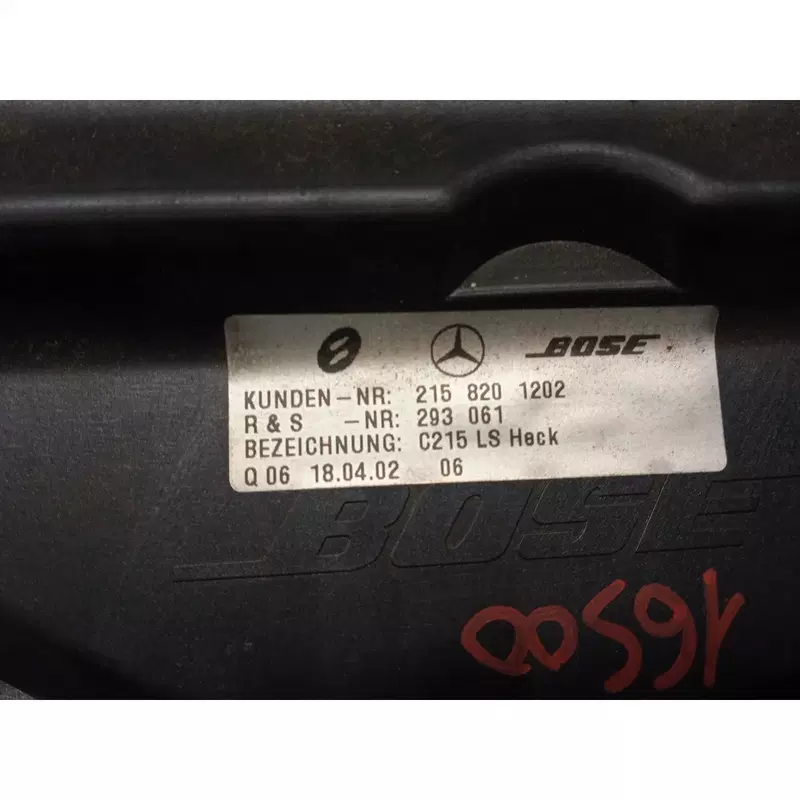 BOSE
KUNDEN-NR: 215 820 1202
R & S -NR: 293 061
BEZEICHNUNG: C215 LS Heck
Q 06 18.04.02 06
BOSE
16500